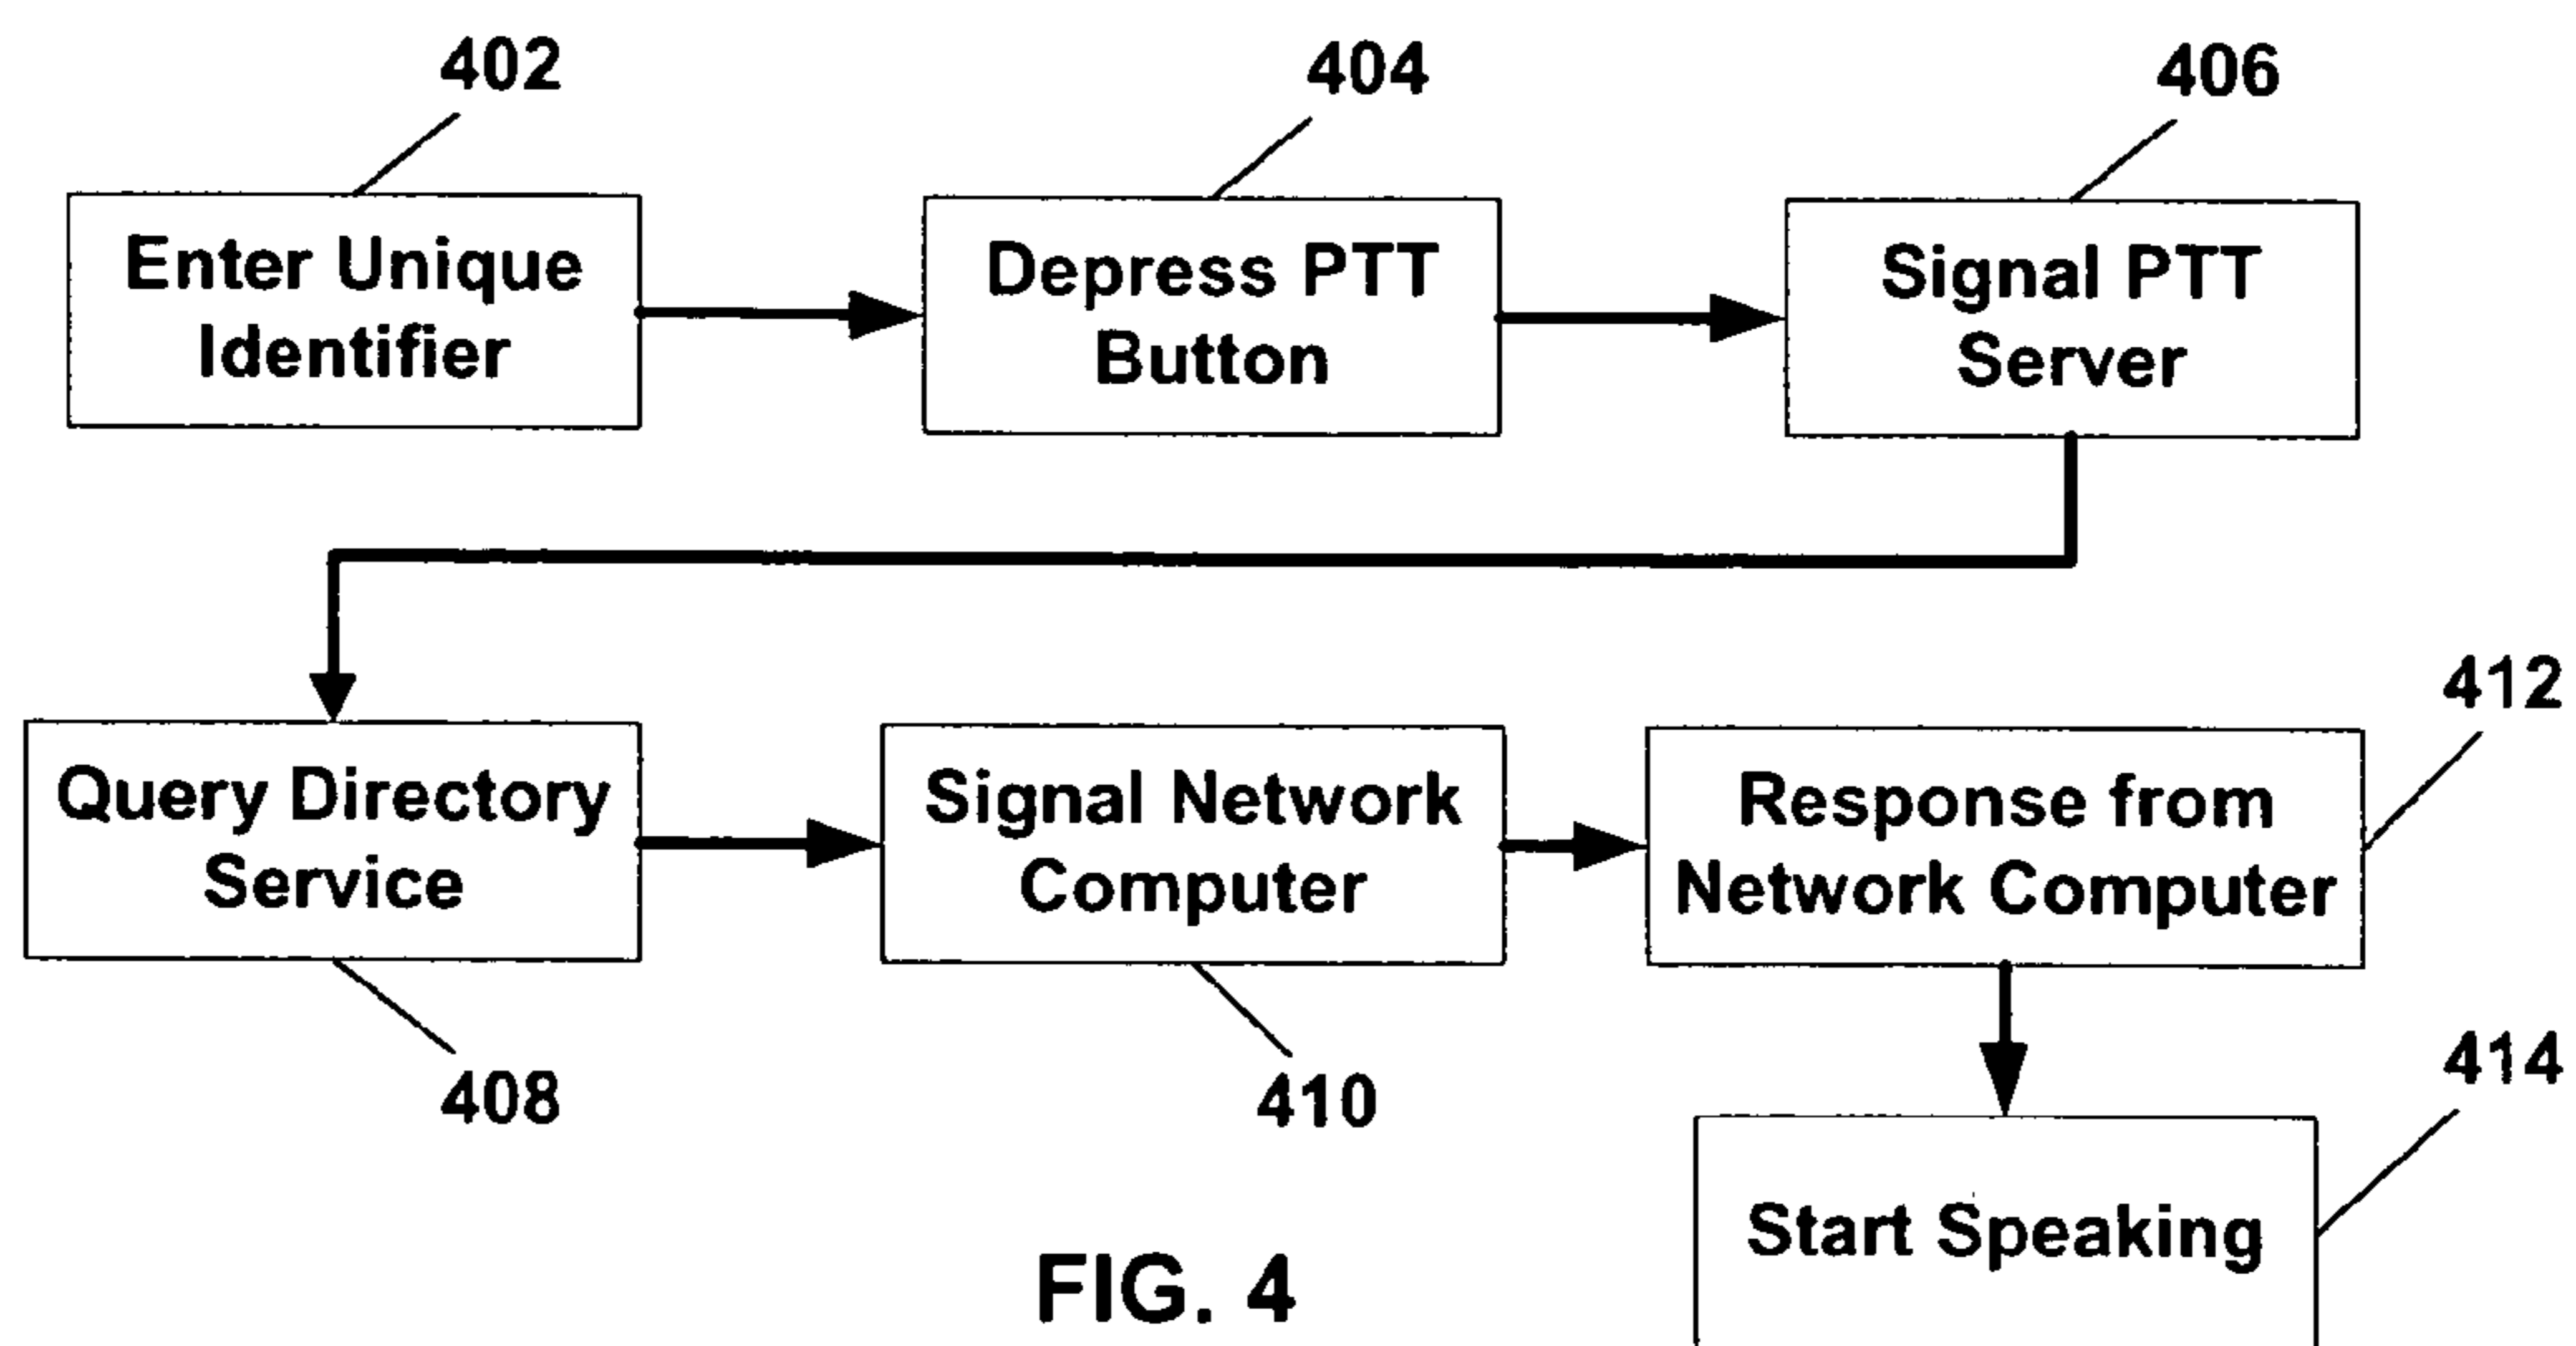 402
404
406
Enter Unique
Identifier
Depress PTT
Button
Signal PTT
Server
412
Query Directory
Service
Signal Network
Computer
Response from
Network Computer
408
410
414
Start Speaking
FIG. 4